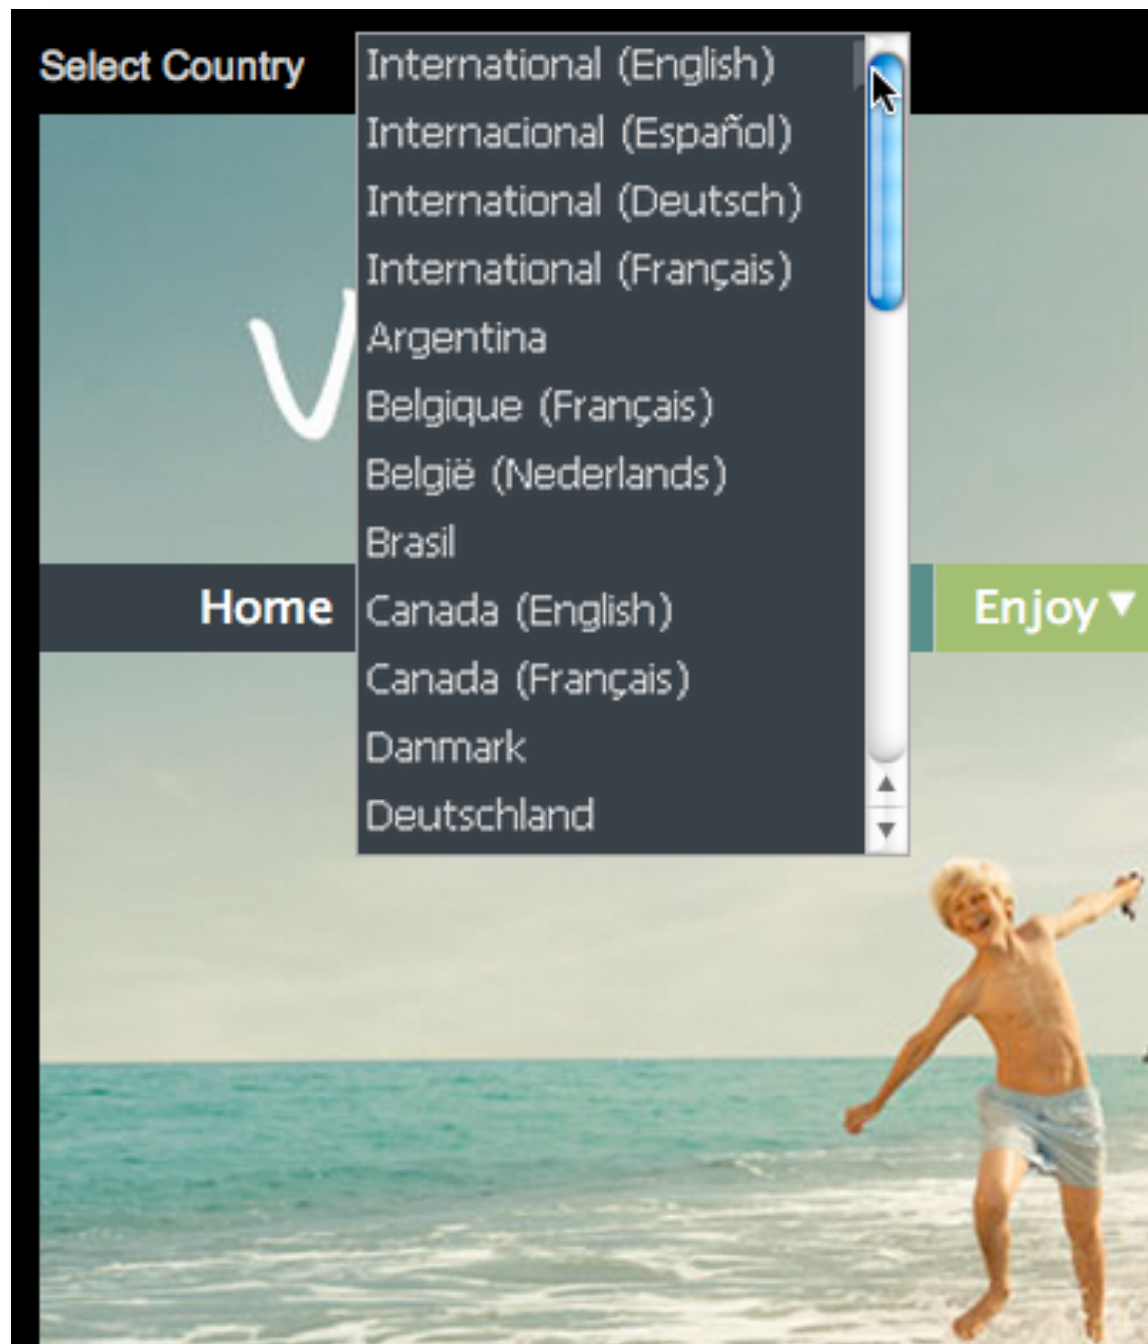 Select Country
International (English)
Internacional (Español)
International (Deutsch)
International (Français)
Argentina
Belgique (Français)
België (Nederlands)
Brasil
Canada (English)
Canada (Français)
Danmark
Deutschland
Home
Enjoy